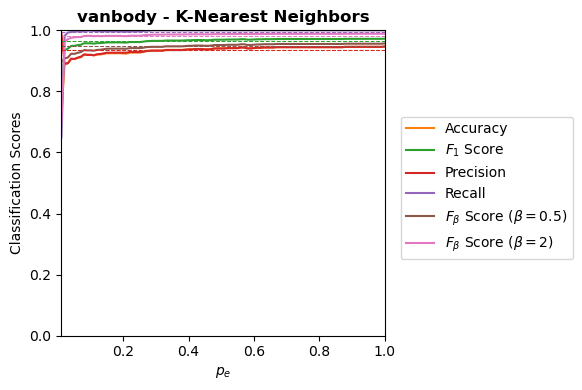 vanbody - K-Nearest Neighbors
Classification Scores
1.0
0.8
0.6
0.4
0.2
0.0
0.2 0.4 0.6 0.8 1.0
pₑ
Accuracy
F₁ Score
Precision
Recall
Fᵦ Score (β = 0.5)
Fᵦ Score (β = 2)